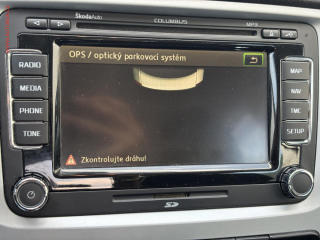 ŠkodaAuto
COLUMBUS
MP3
OPS / optický parkovací systém
RADIO
MEDIA
PHONE
TONE
MAP
NAV
TMC
SETUP
Zkontrolujte dráhu!
SD